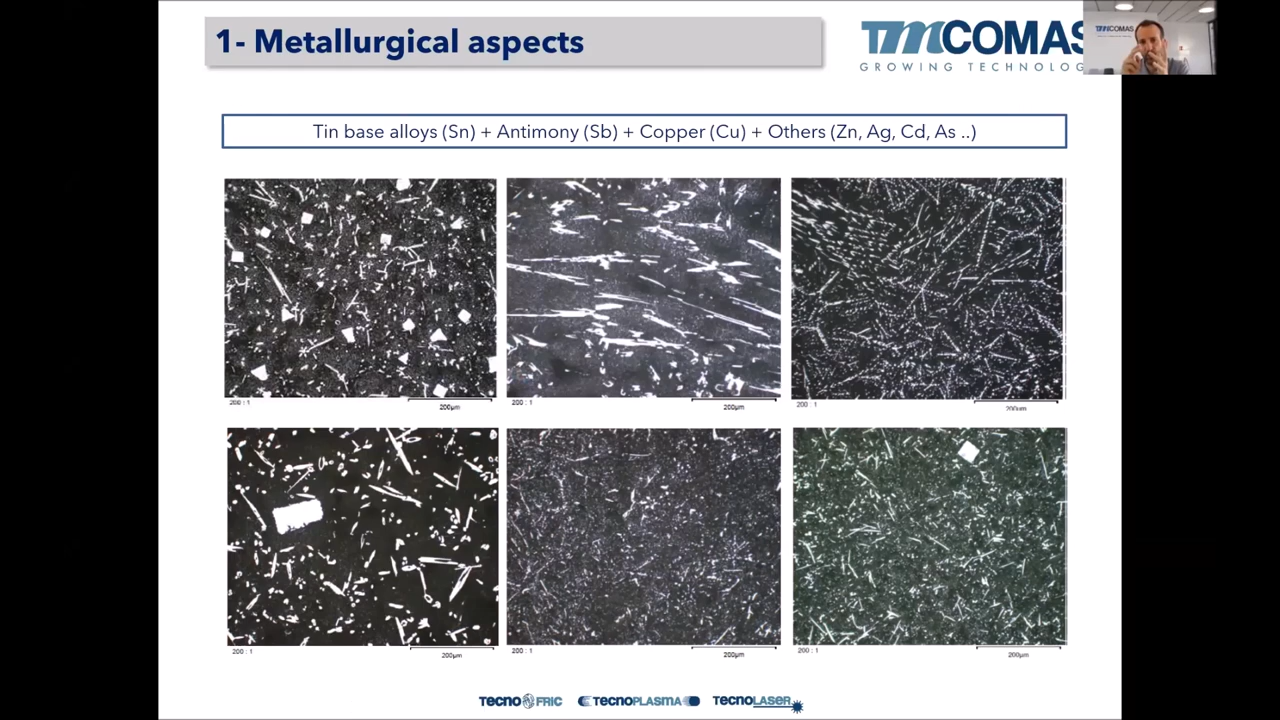 1- Metallurgical aspects
TMCOMAS
GROWING TECHNOLOG
TMCOMAS
Tin base alloys (Sn) + Antimony (Sb) + Copper (Cu) + Others (Zn, Ag, Cd, As ..)
200 : 1
200µm
200 : 1
200µm
200 : 1
200µm
200 : 1
200µm
200 : 1
200µm
200 : 1
200µm
TECNOFRIC
TECNOPLASMA
TECNOLASER